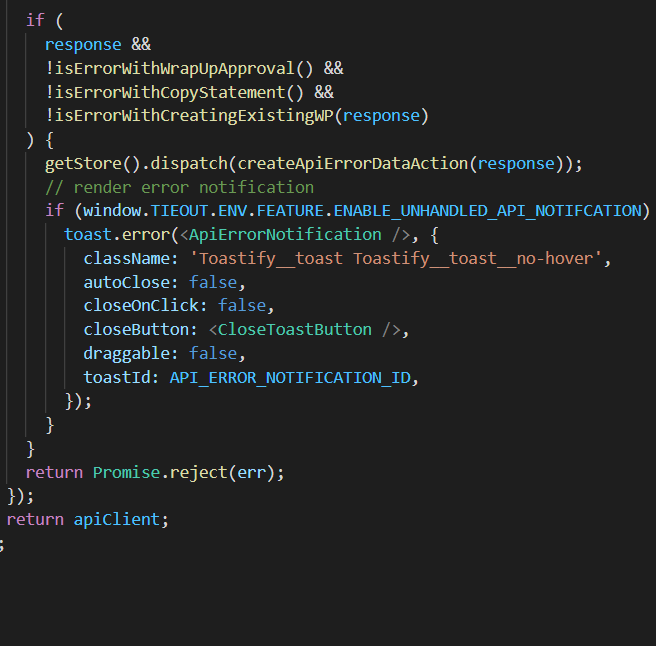 if (
response &&
!isErrorWithWrapUpApproval() &&
!isErrorWithCopyStatement() &&
!isErrorWithCreatingExistingWP(response)
) {
getStore().dispatch(createApiErrorDataAction(response));
// render error notification
if (window.TIEOUT.ENV.FEATURE.ENABLE_UNHANDLED_API_NOTIFCATION)
toast.error(<ApiErrorNotification />, {
className: 'Toastify__toast Toastify__toast__no-hover',
autoClose: false,
closeOnClick: false,
closeButton: <CloseToastButton />,
draggable: false,
toastId: API_ERROR_NOTIFICATION_ID,
});
}
}
return Promise.reject(err);
});
return apiClient;
;